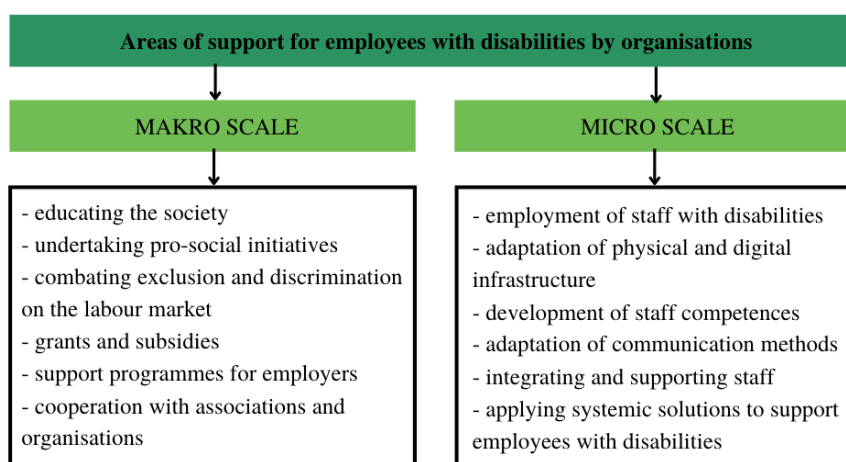 Areas of support for employees with disabilities by organisations
MAKRO SCALE
- educating the society
- undertaking pro-social initiatives
- combating exclusion and discrimination
on the labour market
- grants and subsidies
- support programmes for employers
- cooperation with associations and
organisations
MICRO SCALE
- employment of staff with disabilities
- adaptation of physical and digital
infrastructure
- development of staff competences
- adaptation of communication methods
- integrating and supporting staff
- applying systemic solutions to support
employees with disabilities